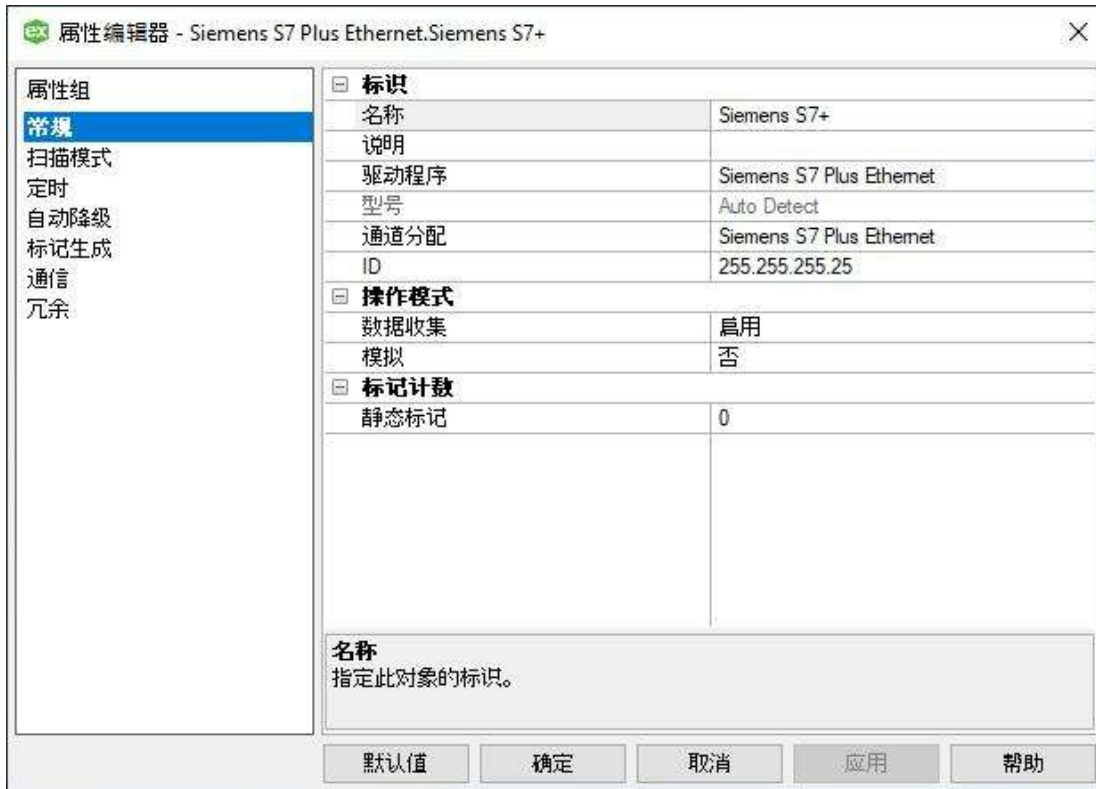 ex 属性编辑器 - Siemens S7 Plus Ethernet.Siemens S7+
属性组
常规
扫描模式
定时
自动降级
标记生成
通信
冗余
标识
名称 Siemens S7+
说明
驱动程序 Siemens S7 Plus Ethernet
型号 Auto Detect
通道分配 Siemens S7 Plus Ethernet
ID 255.255.255.25
操作模式
数据收集 启用
模拟 否
标记计数
静态标记 0
名称
指定此对象的标识。
默认值 确定 取消 应用 帮助